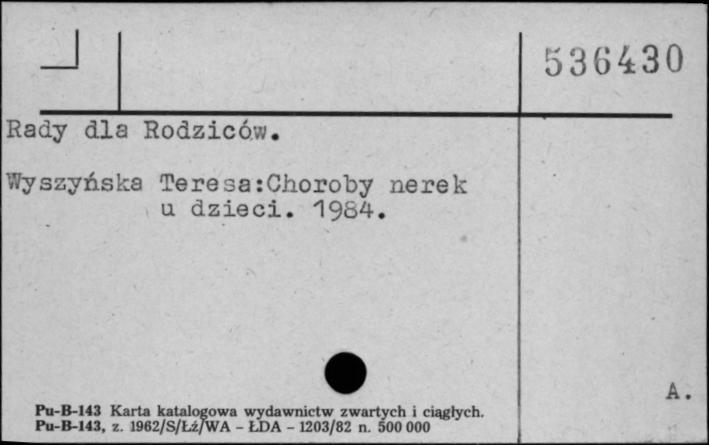 536430
Rady dla Rodziców.
Wyszyńska Teresa:Choroby nerek
u dzieci. 1984.
A.
Pu-B-143 Karta katalogowa wydawnictw zwartych i ciągłych.
Pu-B-143, z. 1962/S/Łź/WA - ŁDA - 1203/82 n. 500 000